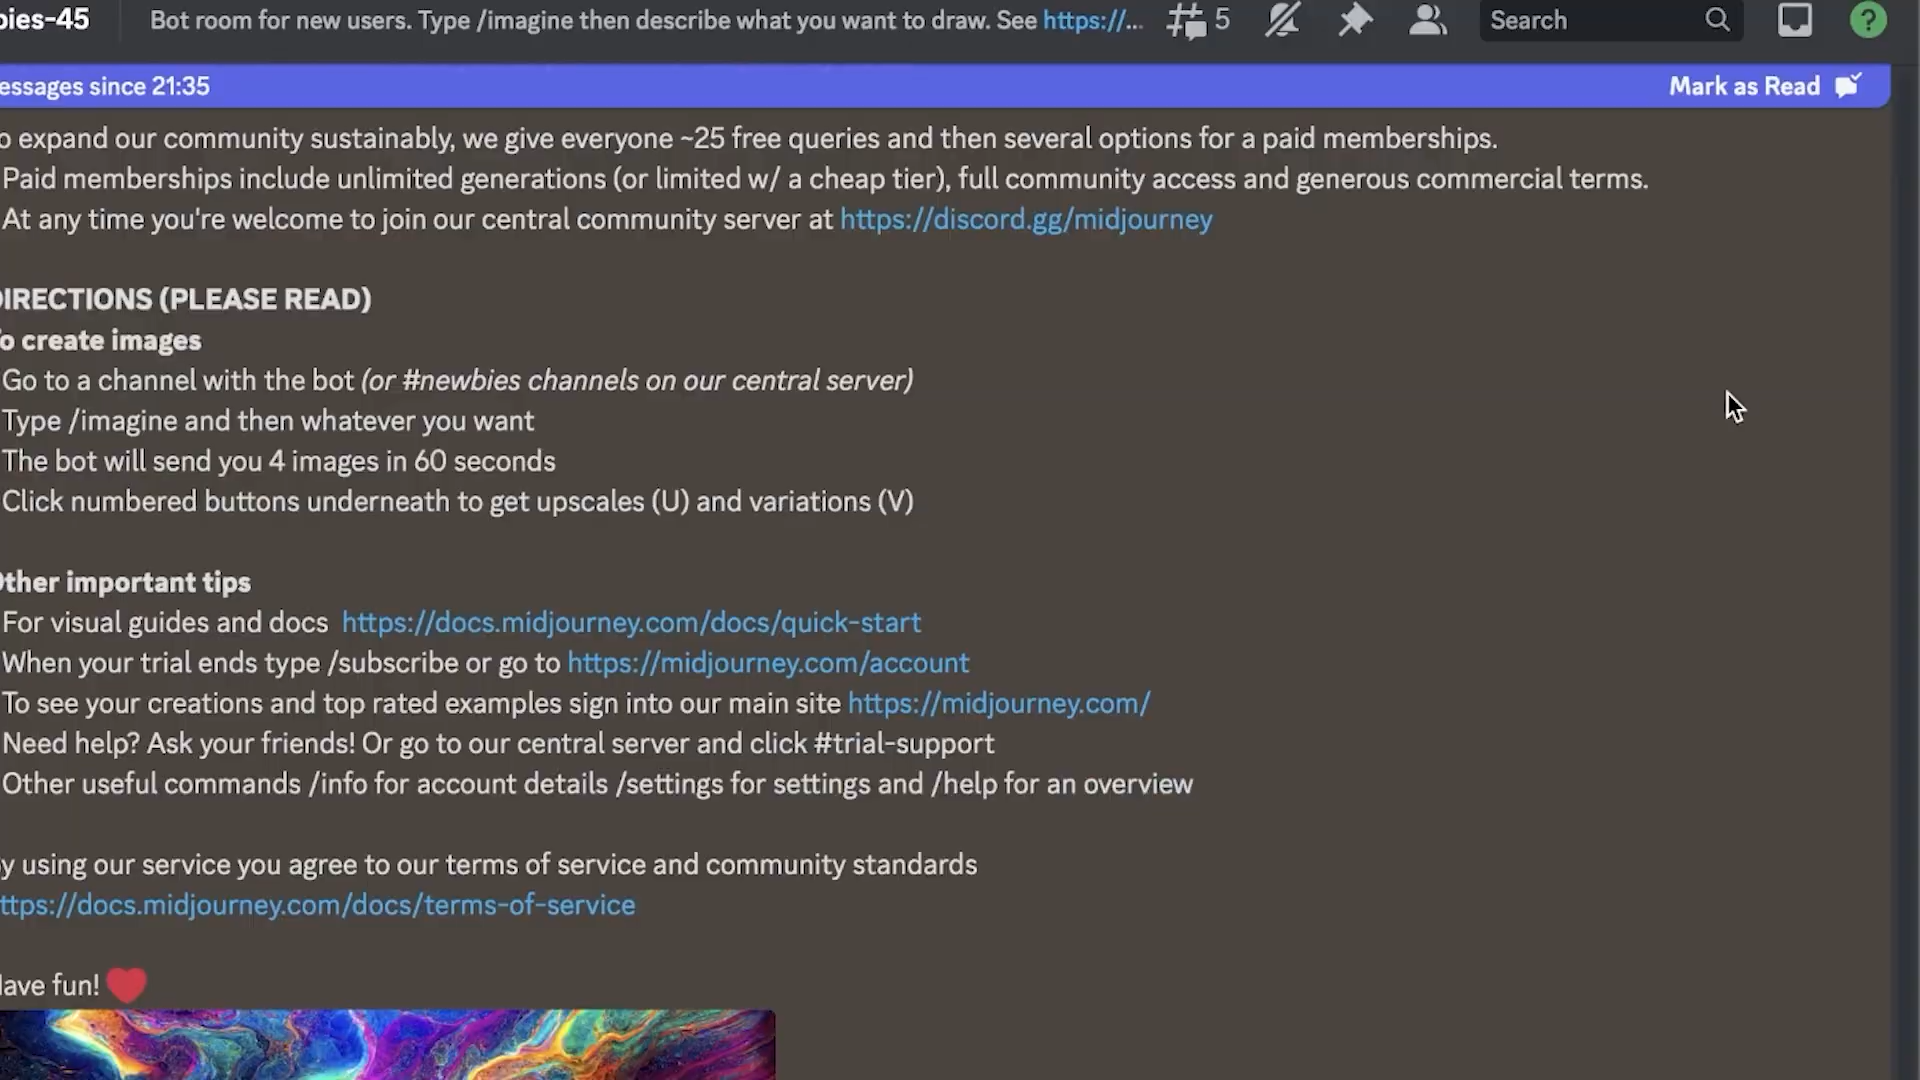 bies-45
Bot room for new users. Type /imagine then describe what you want to draw. See https://...
5
Search
?
essages since 21:35
Mark as Read
o expand our community sustainably, we give everyone ~25 free queries and then several options for a paid memberships.
Paid memberships include unlimited generations (or limited w/ a cheap tier), full community access and generous commercial terms.
At any time you're welcome to join our central community server at https://discord.gg/midjourney
DIRECTIONS (PLEASE READ)
To create images
Go to a channel with the bot (or #newbies channels on our central server)
Type /imagine and then whatever you want
The bot will send you 4 images in 60 seconds
Click numbered buttons underneath to get upscales (U) and variations (V)
Other important tips
For visual guides and docs https://docs.midjourney.com/docs/quick-start
When your trial ends type /subscribe or go to https://midjourney.com/account
To see your creations and top rated examples sign into our main site https://midjourney.com/
Need help? Ask your friends! Or go to our central server and click #trial-support
Other useful commands /info for account details /settings for settings and /help for an overview
y using our service you agree to our terms of service and community standards
ttps://docs.midjourney.com/docs/terms-of-service
Have fun!